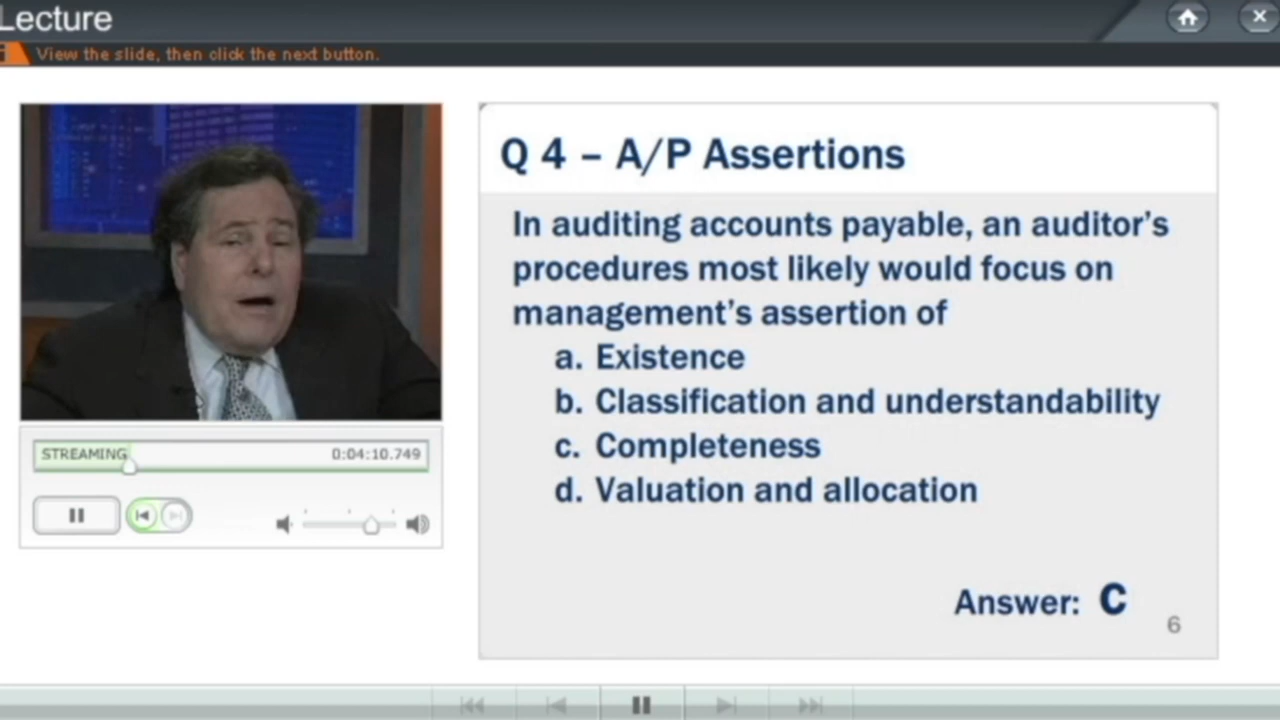 Lecture
View the slide, then click the next button.
Q 4 – A/P Assertions
In auditing accounts payable, an auditor's
procedures most likely would focus on
management's assertion of
a. Existence
b. Classification and understandability
c. Completeness
d. Valuation and allocation
Answer: C
6
STREAMING 0:04:10.749